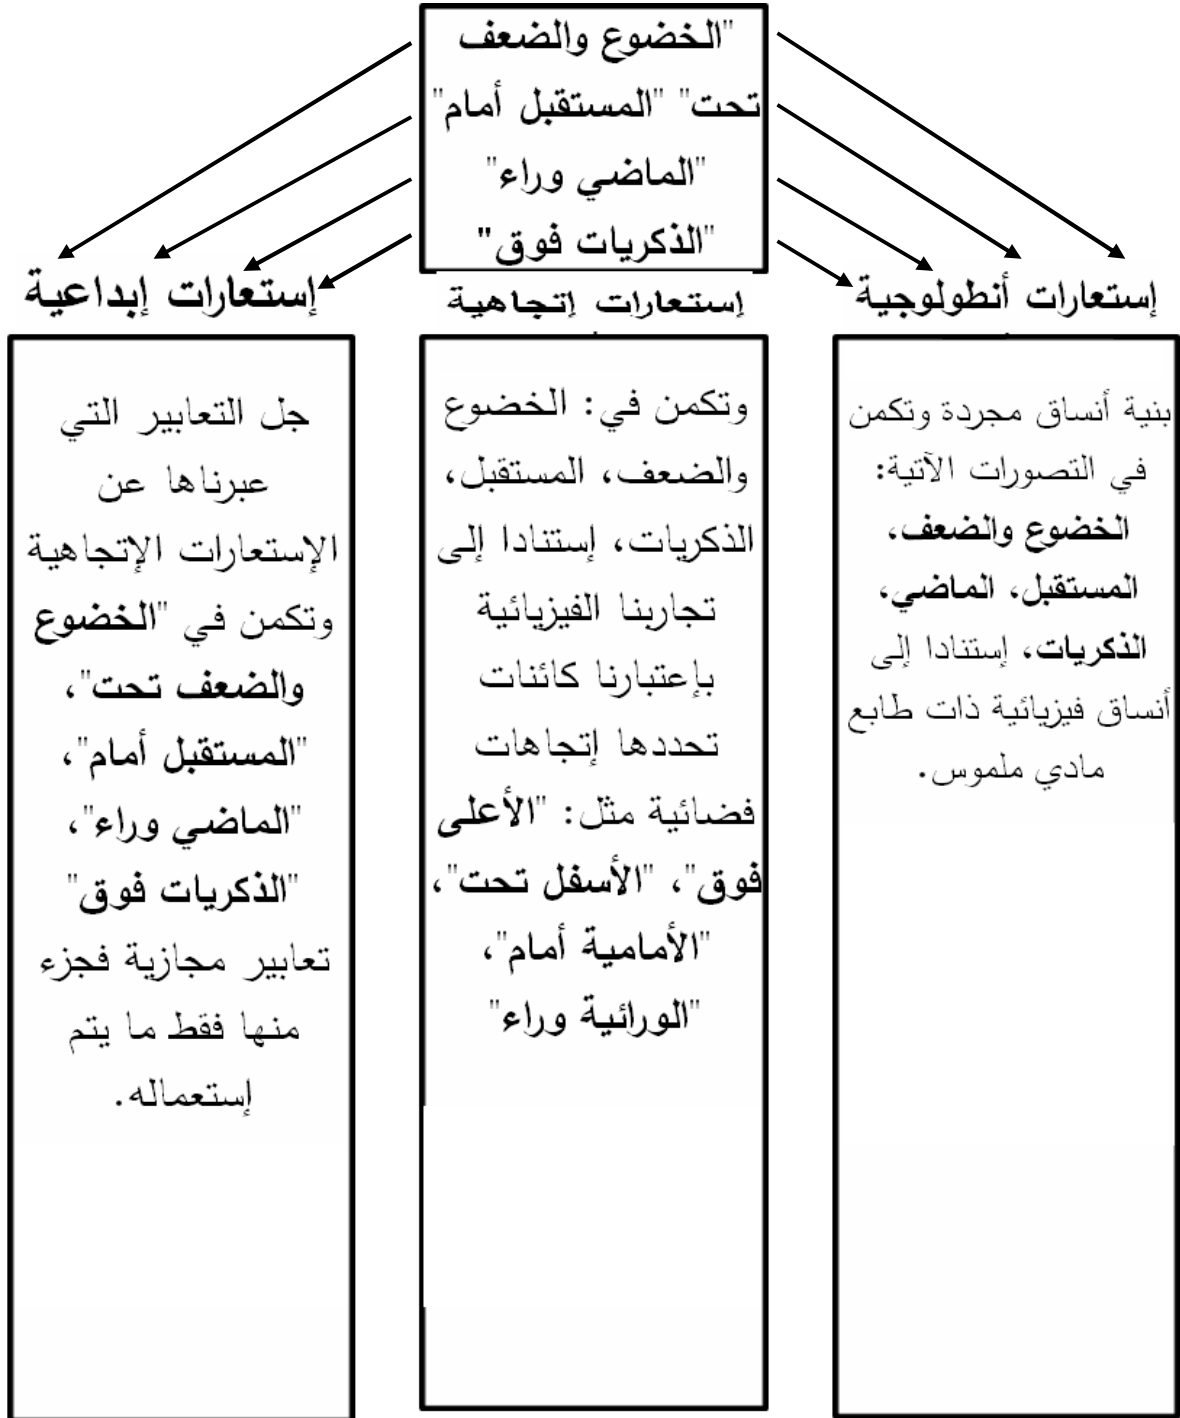 "الخضوع والضعف
تحت" "المستقبل أمام"
"الماضي وراء"
"الذكريات فوق"
إستعارات أنطولوجية
إستعارات إتجاهية
إستعارات إبداعية
بنية أنساق مجردة وتكمن
في التصورات الآتية:
الخضوع والضعف،
المستقبل، الماضي،
الذكريات، إستنادا إلى
أنساق فيزيائية ذات طابع
مادي ملموس.
وتكمن في: الخضوع
والضعف، المستقبل،
الذكريات، إستنادا إلى
تجاربنا الفيزيائية
بإعتبارنا كائنات
تحددها إتجاهات
فضائية مثل: "الأعلى
فوق"، "الأسفل تحت"،
"الأمامية أمام"،
"الورائية وراء"
جل التعابير التي
عبرناها عن
الإستعارات الإتجاهية
وتكمن في "الخضوع
والضعف تحت"،
"المستقبل أمام"،
"الماضي وراء"،
"الذكريات فوق"
تعابير مجازية فجزء
منها فقط ما يتم
إستعماله.